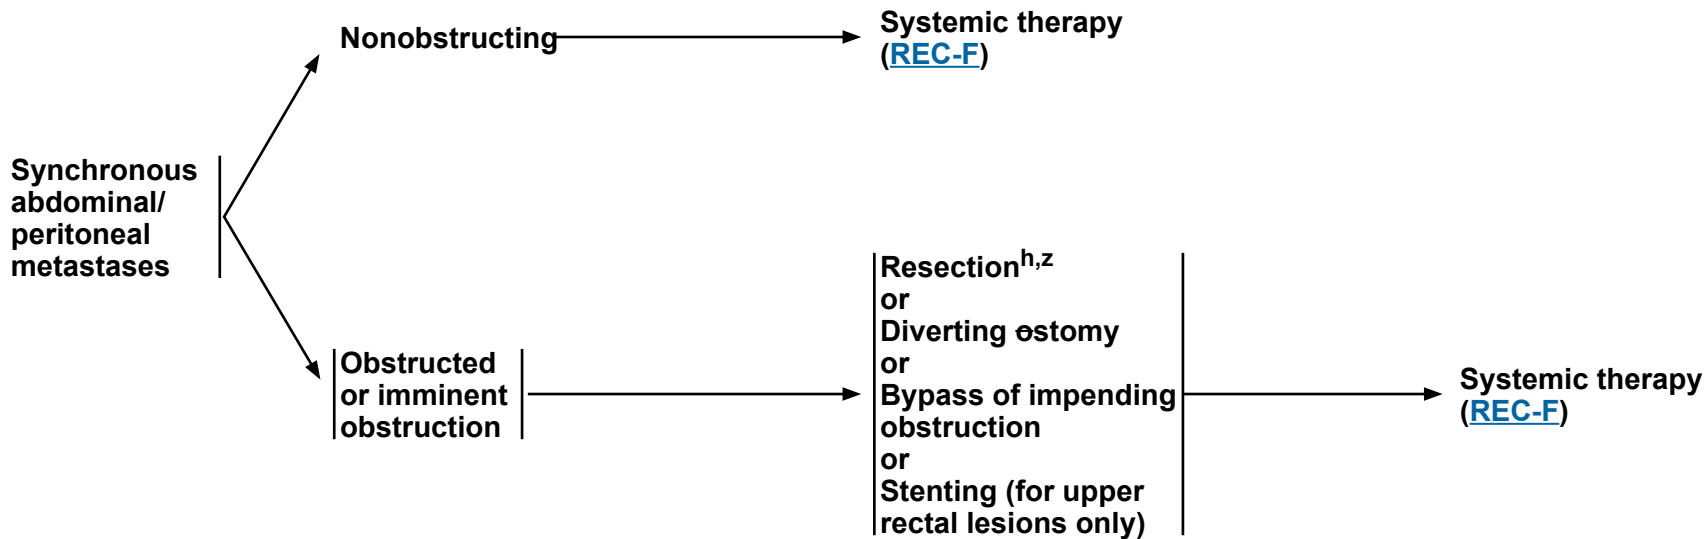 Nonobstructing
Systemic therapy
(REC-F)
Synchronous
abdominal/
peritoneal
metastases
Obstructed
or imminent
obstruction
Resection^h,z
or
Diverting ostomy
or
Bypass of impending
obstruction
or
Stenting (for upper
rectal lesions only)
Systemic therapy
(REC-F)